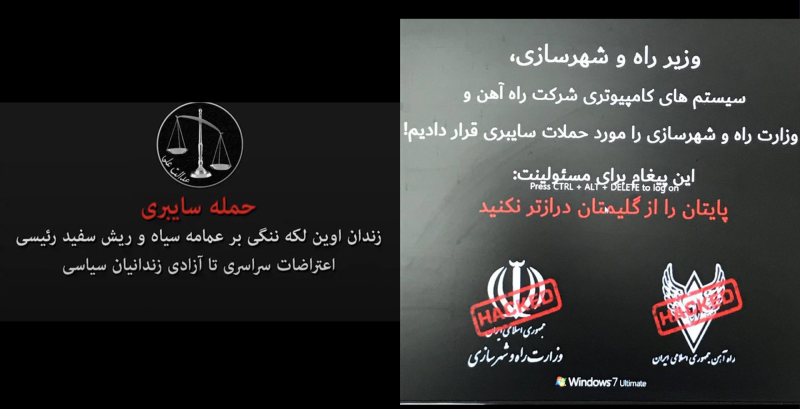 عدالت علی
حمله سایبری
زندان اوین لکه ننگی بر عمامه سیاه و ریش سفید رئیسی
اعتراضات سراسری تا آزادی زندانیان سیاسی
وزیر راه و شهرسازی،
سیستم های کامپیوتری شرکت راه آهن و
وزارت راه و شهرسازی را مورد حملات سایبری قرار دادیم!
این پیغام برای مسئولینت:
Press CTRL + ALT + DELETE to log on
پایتان را از گلیمتان درازتر نکنید
HACKED
جمهوری اسلامی ایران
وزارت راه و شهرسازی
HACKED
راه آهن جمهوری اسلامی ایران
Windows 7 Ultimate